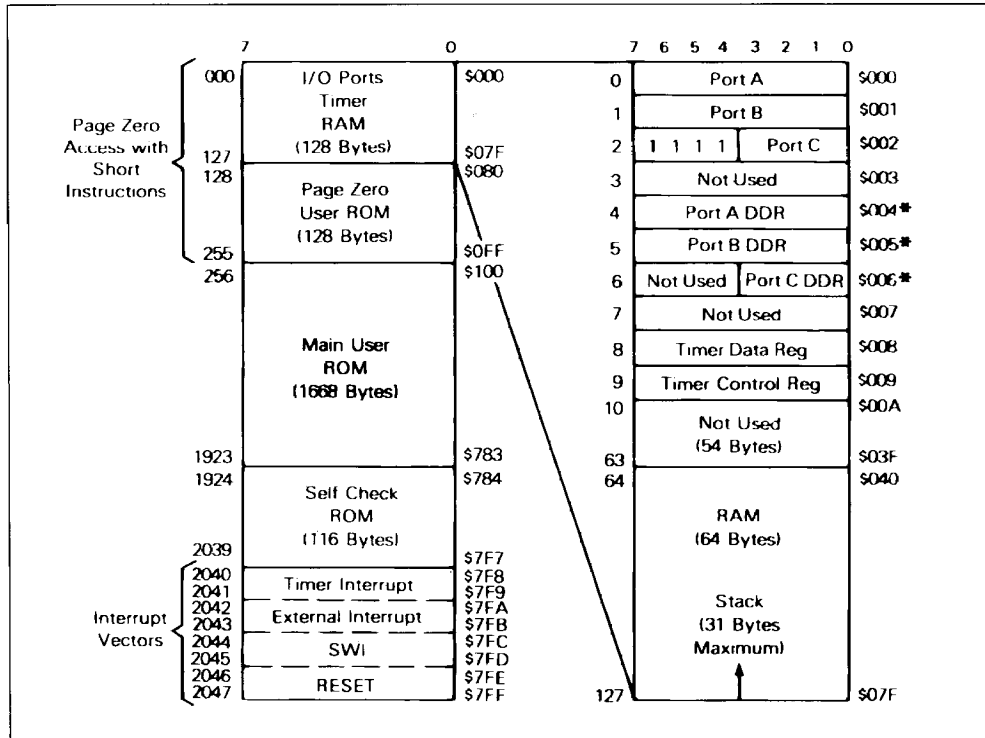 7 0
000 I/O Ports $000
Timer
RAM
(128 Bytes)
127 $07F
128 $080
Page Zero
User ROM
(128 Bytes)
255 $0FF
Page Zero
Access with
Short
Instructions
256 $100
Main User
ROM
(1668 Bytes)
1923 $783
1924 $784
Self Check
ROM
(116 Bytes)
2039 $7F7
2040 $7F8
Timer Interrupt
2041 $7F9
2042 $7FA
External Interrupt
2043 $7FB
2044 $7FC
SWI
2045 $7FD
2046 $7FE
RESET
2047 $7FF
Interrupt
Vectors
7 6 5 4 3 2 1 0
0 Port A $000
1 Port B $001
2 1 1 1 1 Port C $002
3 Not Used $003
4 Port A DDR $004*
5 Port B DDR $005*
6 Not Used Port C DDR $006*
7 Not Used $007
8 Timer Data Reg $008
9 Timer Control Reg $009
10 $00A
Not Used
(54 Bytes)
63 $03F
64 $040
RAM
(64 Bytes)
Stack
(31 Bytes
Maximum)
127 $07F